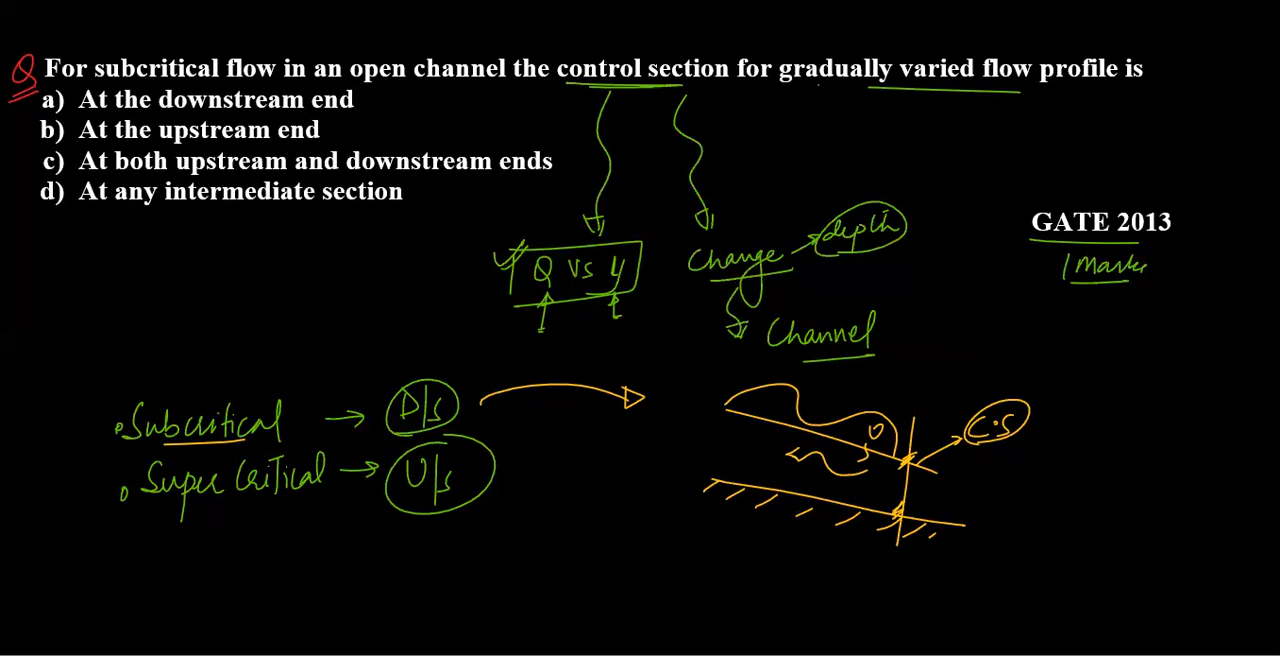 Q For subcritical flow in an open channel the control section for gradually varied flow profile is
a) At the downstream end
b) At the upstream end
c) At both upstream and downstream ends
d) At any intermediate section
GATE 2013
1 Marks
Q vs y
Change
depth
Channel
Subcritical → D/s
Super Critical → U/s
C.S